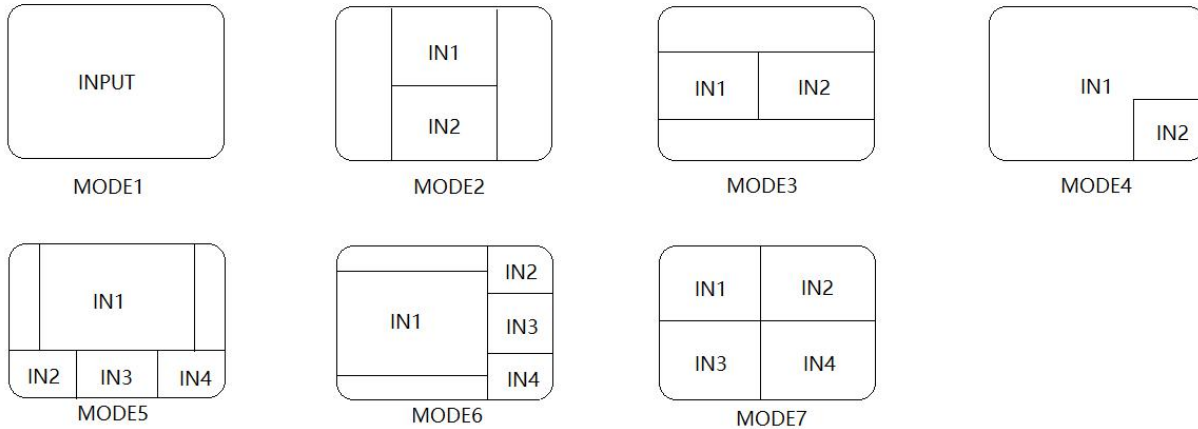 INPUT
MODE1
IN1
IN2
MODE2
IN1 IN2
MODE3
IN1
IN2
MODE4
IN1
IN2 IN3 IN4
MODE5
IN1
IN2
IN3
IN4
MODE6
IN1 IN2
IN3 IN4
MODE7